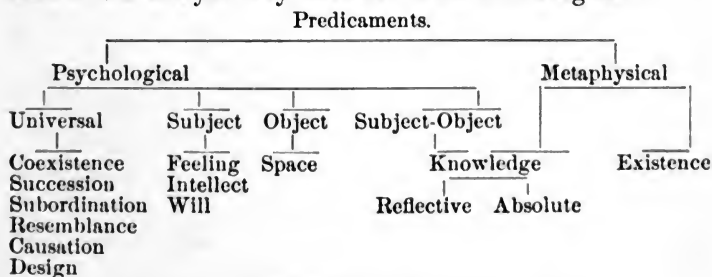 Predicaments.
Psychological Metaphysical
Universal Subject Object Subject-Object
Coexistence Feeling Space Knowledge Existence
Succession Intellect
Subordination Will Reflective Absolute
Resemblance
Causation
Design